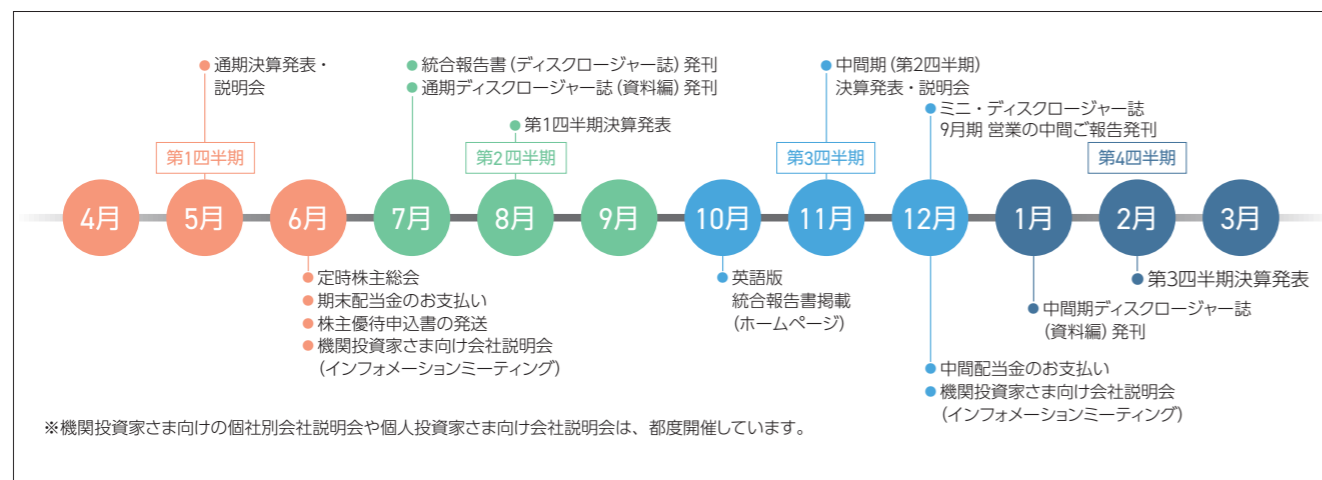 通期決算発表・
説明会
統合報告書(ディスクロージャー誌)発刊
通期ディスクロージャー誌(資料編)発刊
第1四半期決算発表
中間期(第2四半期)
決算発表・説明会
ミニ・ディスクロージャー誌
9月期 営業の中間ご報告発刊
第1四半期
第2四半期
第3四半期
第4四半期
4月
5月
6月
7月
8月
9月
10月
11月
12月
1月
2月
3月
定時株主総会
期末配当金のお支払い
株主優待申込書の発送
機関投資家さま向け会社説明会
(インフォメーションミーティング)
英語版
統合報告書掲載
(ホームページ)
中間配当金のお支払い
機関投資家さま向け会社説明会
(インフォメーションミーティング)
中間期ディスクロージャー誌
(資料編)発刊
第3四半期決算発表
※機関投資家さま向けの個社別会社説明会や個人投資家さま向け会社説明会は、都度開催しています。